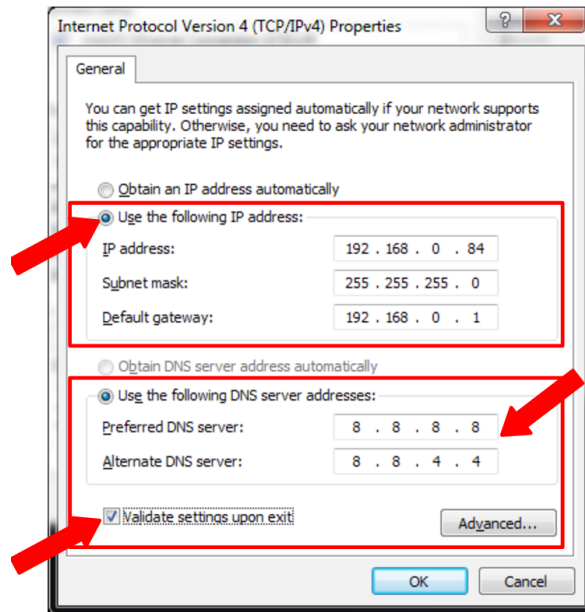 Internet Protocol Version 4 (TCP/IPv4) Properties
General
You can get IP settings assigned automatically if your network supports
this capability. Otherwise, you need to ask your network administrator
for the appropriate IP settings.
Obtain an IP address automatically
Use the following IP address:
IP address: 192 . 168 . 0 . 84
Subnet mask: 255 . 255 . 255 . 0
Default gateway: 192 . 168 . 0 . 1
Obtain DNS server address automatically
Use the following DNS server addresses:
Preferred DNS server: 8 . 8 . 8 . 8
Alternate DNS server: 8 . 8 . 4 . 4
Validate settings upon exit
Advanced...
OK Cancel